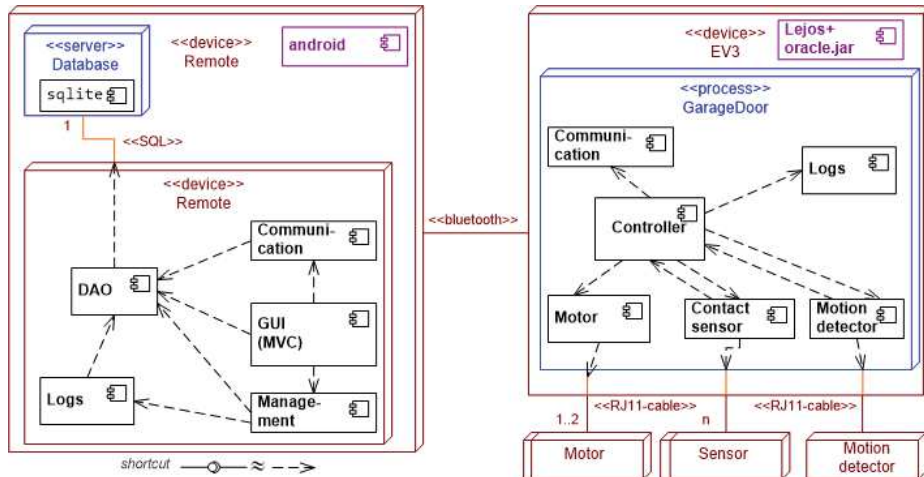 <<server>>
Database
sqlite
<<device>>
Remote
android
1
<<SQL>>
<<device>>
Remote
Communi-
cation
DAO
GUI
(MVC)
Logs
Manage-
ment
shortcut
≈
<<bluetooth>>
<<device>>
EV3
Lejos+
oracle.jar
<<process>>
GarageDoor
Communi-
cation
Logs
Controller
Motor
Contact
sensor
Motion
detector
<<RJ11-cable>>
<<RJ11-cable>>
1..2
n
Motor
Sensor
Motion
detector